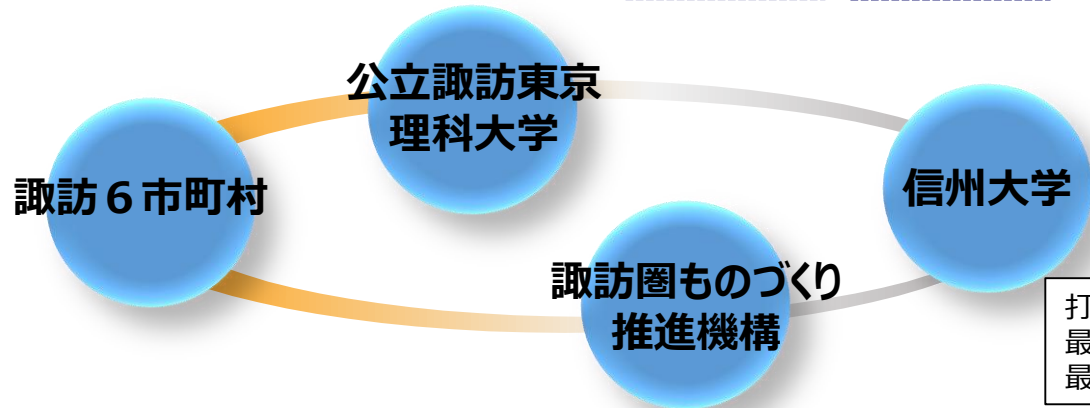 公立諏訪東京
理科大学
諏訪６市町村
信州大学
諏訪圏ものづくり
推進機構
打
最
最